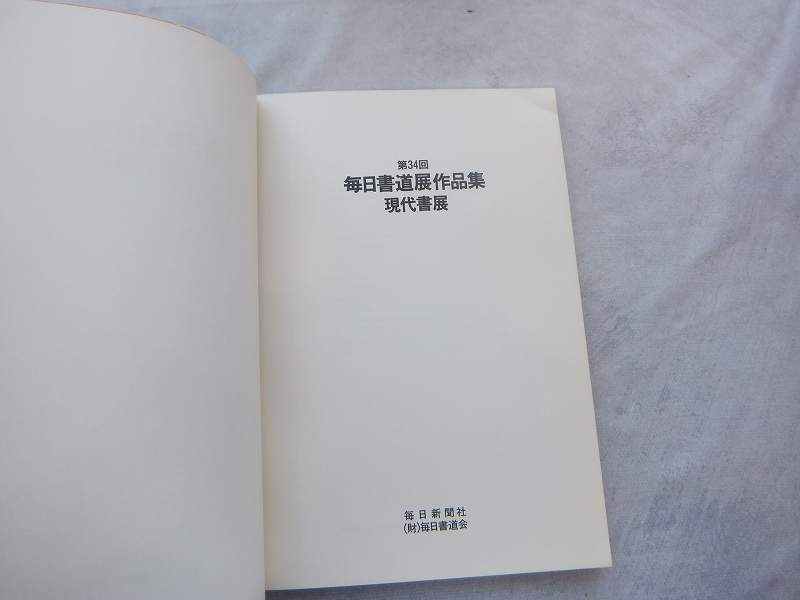 第34回
毎日書道展作品集
現代書展
毎日新聞社
(財)毎日書道会